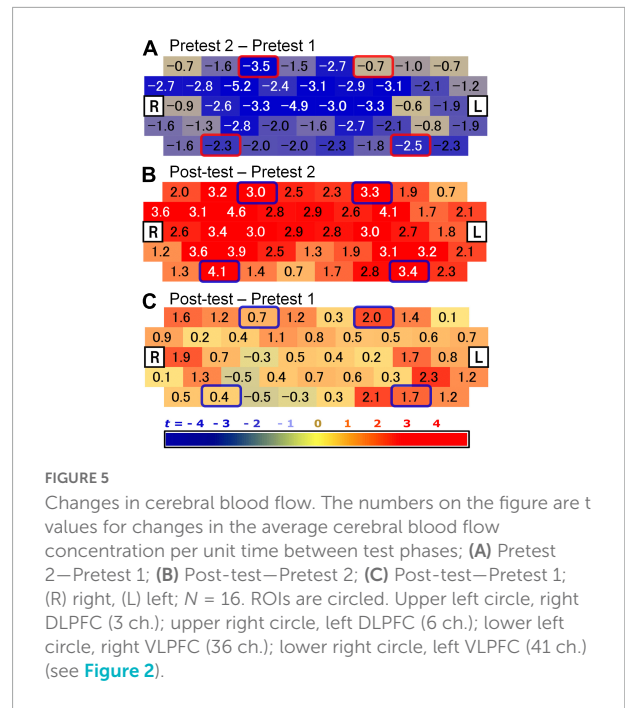 A Pretest 2 – Pretest 1
−0.7 −1.6 −3.5 −1.5 −2.7 −0.7 −1.0 −0.7
−2.7 −2.8 −5.2 −2.4 −3.1 −3.1 −2.9 −3.1 −2.1 −1.2
R −0.9 −2.6 −3.3 −4.9 −3.0 −3.3 −0.6 −1.9 L
−1.6 −1.3 −2.8 −2.0 −1.6 −2.7 −2.1 −0.8 −1.9
−1.6 −2.3 −2.0 −2.0 −2.3 −1.8 −2.5 −2.3
B Post-test – Pretest 2
2.0 3.2 3.0 2.5 2.3 3.3 1.9 0.7
3.6 3.1 4.6 2.8 2.9 2.6 4.1 1.7 2.1
R 2.6 3.4 3.0 2.9 2.8 3.0 2.7 1.8 L
1.2 3.6 3.9 2.5 1.3 1.9 3.1 3.2 2.1
1.3 4.1 1.4 0.7 1.7 2.8 3.4 2.3
C Post-test – Pretest 1
1.6 1.2 0.7 1.2 0.3 2.0 1.4 0.1
0.9 0.2 0.4 1.1 0.8 0.5 0.5 0.6 0.7
R 1.9 0.7 −0.3 0.5 0.4 0.2 1.7 0.8 L
0.1 1.3 −0.5 0.4 0.7 0.6 0.3 2.3 1.2
0.5 0.4 −0.5 −0.3 0.3 2.1 1.7 1.2
t = - 4 - 3 - 2 - 1 0 1 2 3 4
FIGURE 5
Changes in cerebral blood flow. The numbers on the figure are t
values for changes in the average cerebral blood flow
concentration per unit time between test phases; (A) Pretest
2—Pretest 1; (B) Post-test—Pretest 2; (C) Post-test—Pretest 1;
(R) right, (L) left; N = 16. ROIs are circled. Upper left circle, right
DLPFC (3 ch.); upper right circle, left DLPFC (6 ch.); lower left
circle, right VLPFC (36 ch.); lower right circle, left VLPFC (41 ch.)
(see Figure 2).